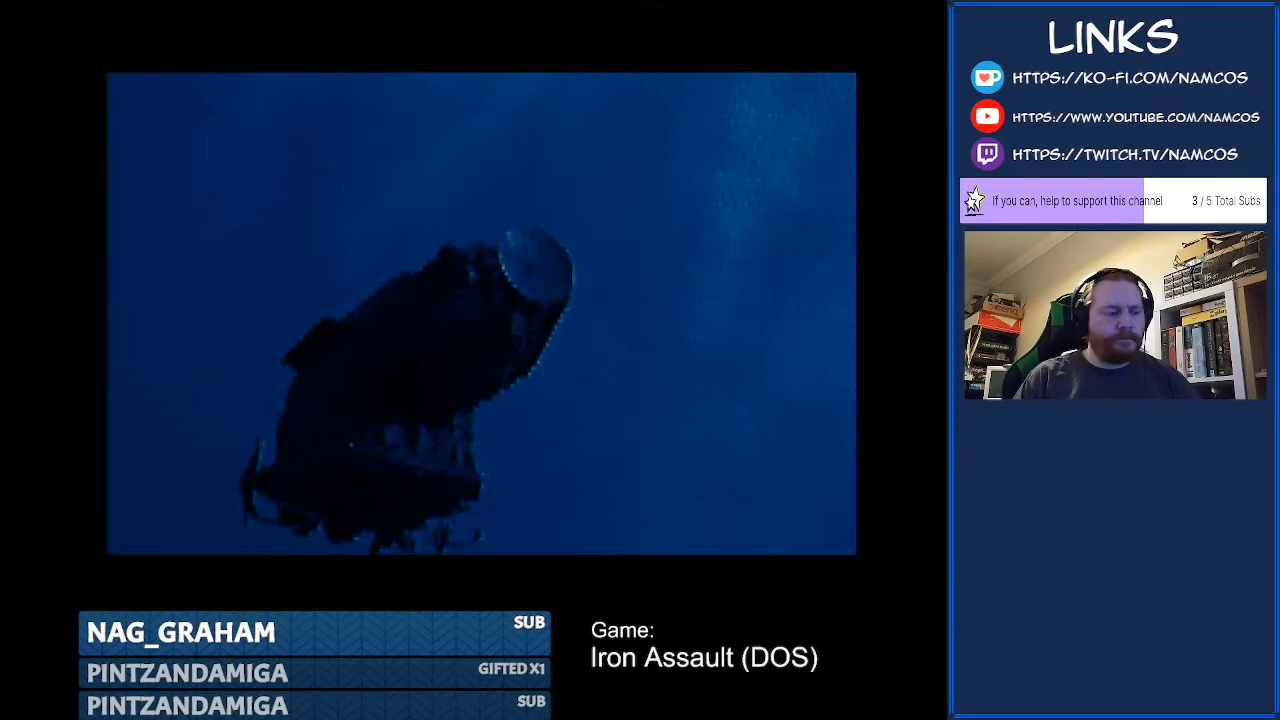 LINKS
HTTPS://KO-FI.COM/NAMCOS
HTTPS://WWW.YOUTUBE.COM/NAMCOS
HTTPS://TWITCH.TV/NAMCOS
If you can, help to support this channel 3 / 5 Total Subs
NAG_GRAHAM SUB
PINTZANDAMIGA GIFTED X1
PINTZANDAMIGA SUB
Game:
Iron Assault (DOS)